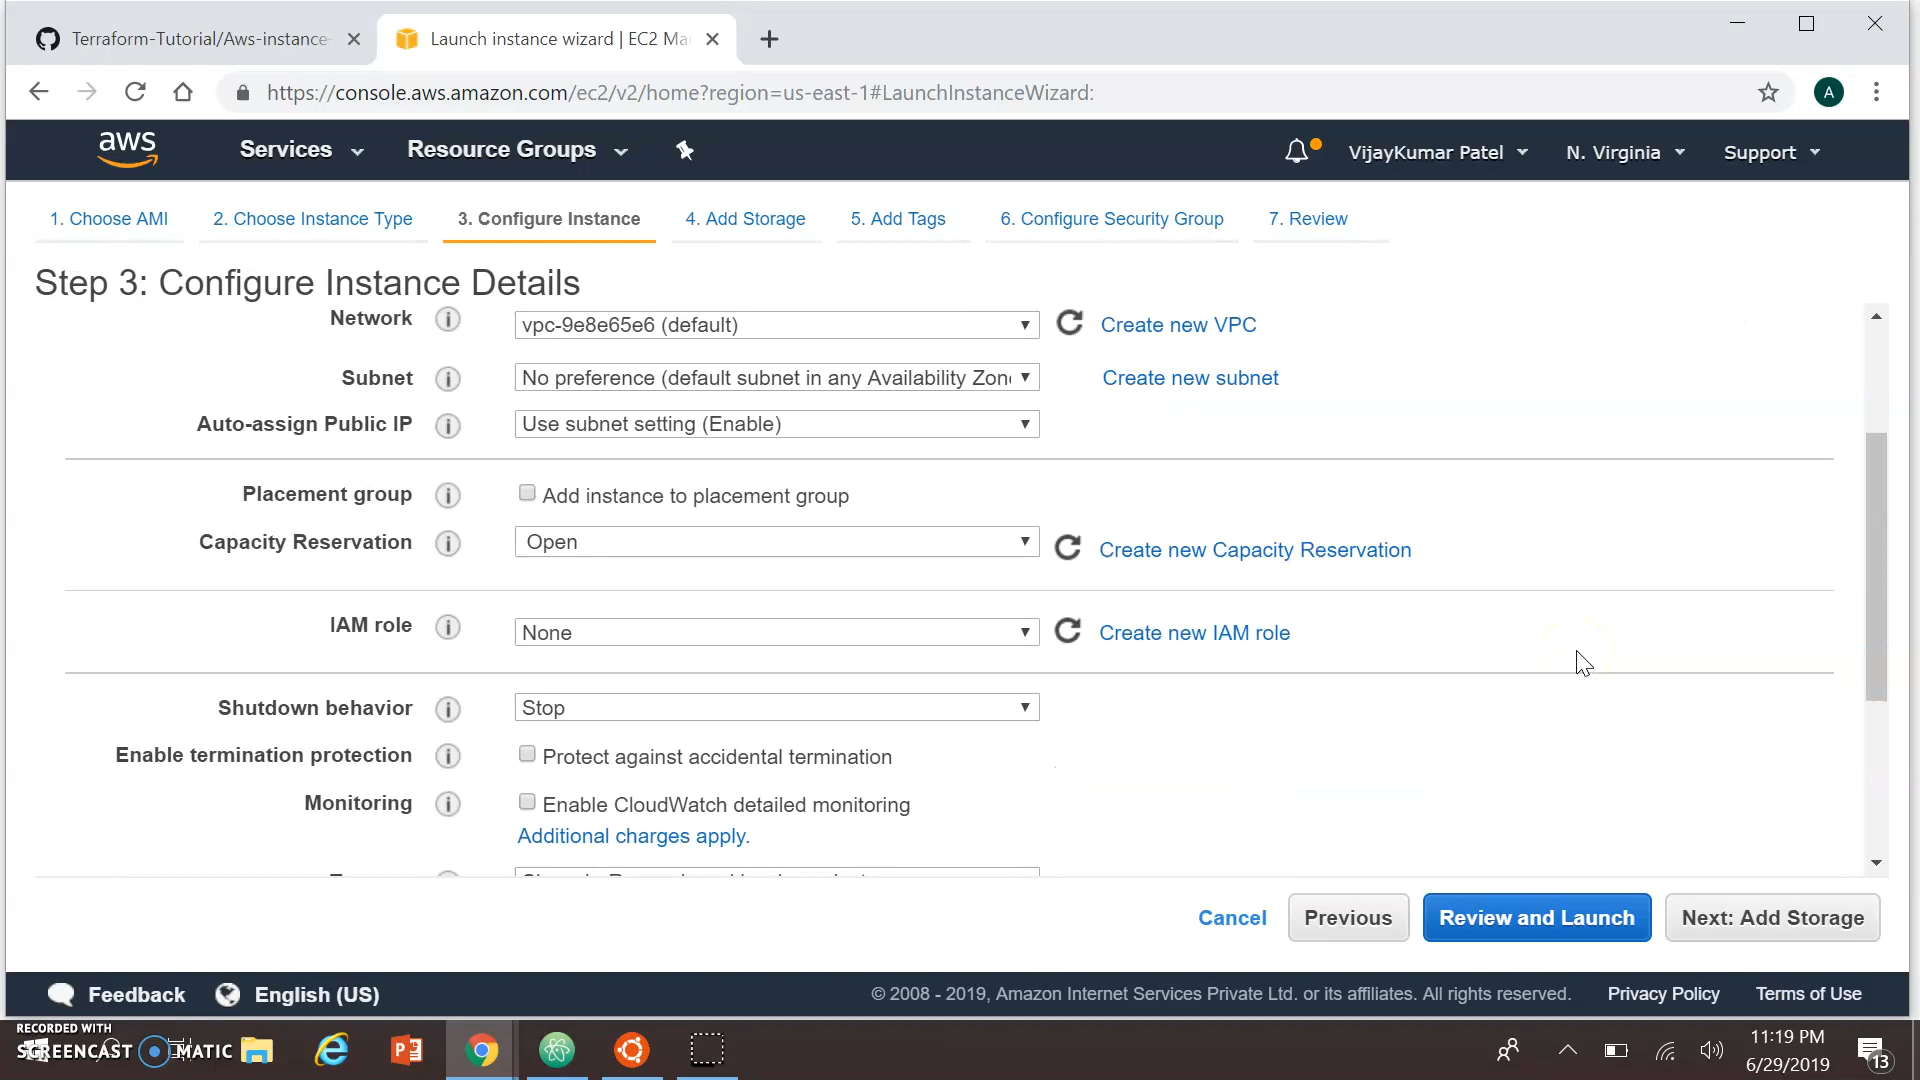 Terraform-Tutorial/Aws-instance-
Launch instance wizard | EC2 Ma
https://console.aws.amazon.com/ec2/v2/home?region=us-east-1#LaunchInstanceWizard:
A
aws
Services
Resource Groups
VijayKumar Patel
N. Virginia
Support
1. Choose AMI
2. Choose Instance Type
3. Configure Instance
4. Add Storage
5. Add Tags
6. Configure Security Group
7. Review
Step 3: Configure Instance Details
Network
vpc-9e8e65e6 (default)
Create new VPC
Subnet
No preference (default subnet in any Availability Zon
Create new subnet
Auto-assign Public IP
Use subnet setting (Enable)
Placement group
Add instance to placement group
Capacity Reservation
Open
Create new Capacity Reservation
IAM role
None
Create new IAM role
Shutdown behavior
Stop
Enable termination protection
Protect against accidental termination
Monitoring
Enable CloudWatch detailed monitoring
Additional charges apply.
Cancel
Previous
Review and Launch
Next: Add Storage
Feedback
English (US)
© 2008 - 2019, Amazon Internet Services Private Ltd. or its affiliates. All rights reserved.
Privacy Policy
Terms of Use
RECORDED WITH
SCREENCAST MATIC
11:19 PM
6/29/2019
13